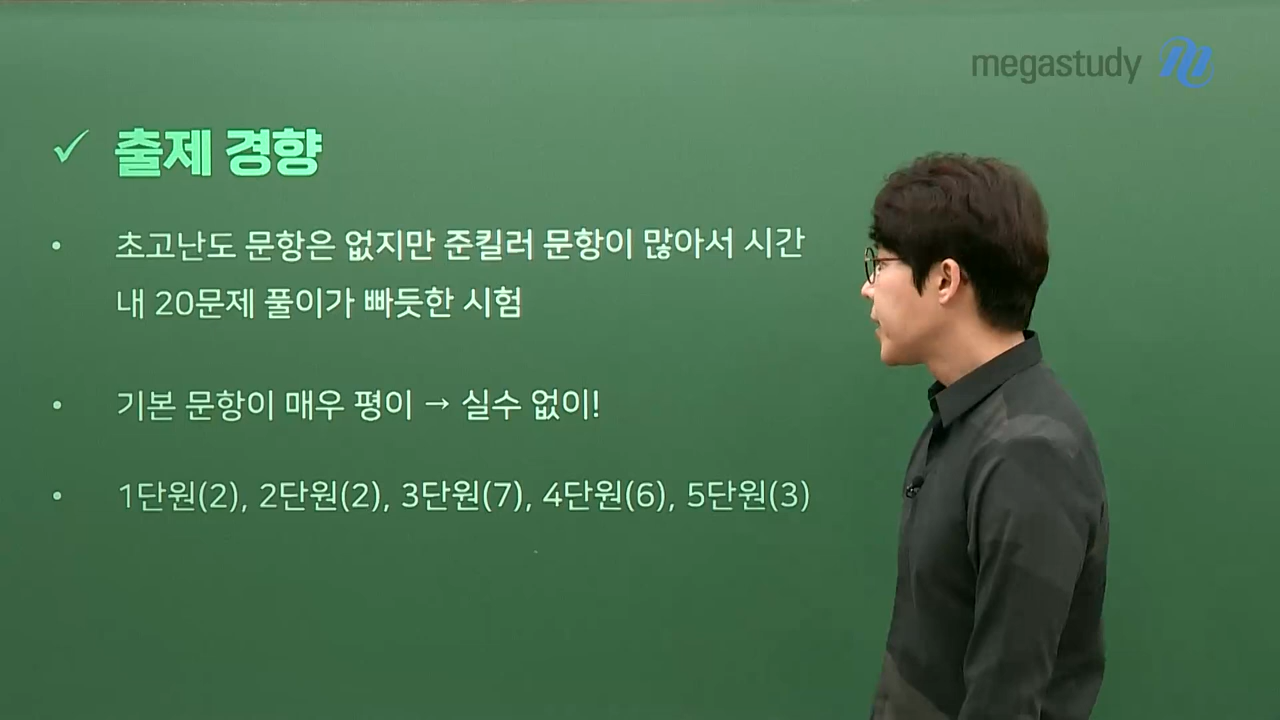 megastudy
✓ 출제 경향
• 초고난도 문항은 없지만 준킬러 문항이 많아서 시간
내 20문제 풀이가 빠듯한 시험
• 기본 문항이 매우 평이 → 실수 없이!
• 1단원(2), 2단원(2), 3단원(7), 4단원(6), 5단원(3)